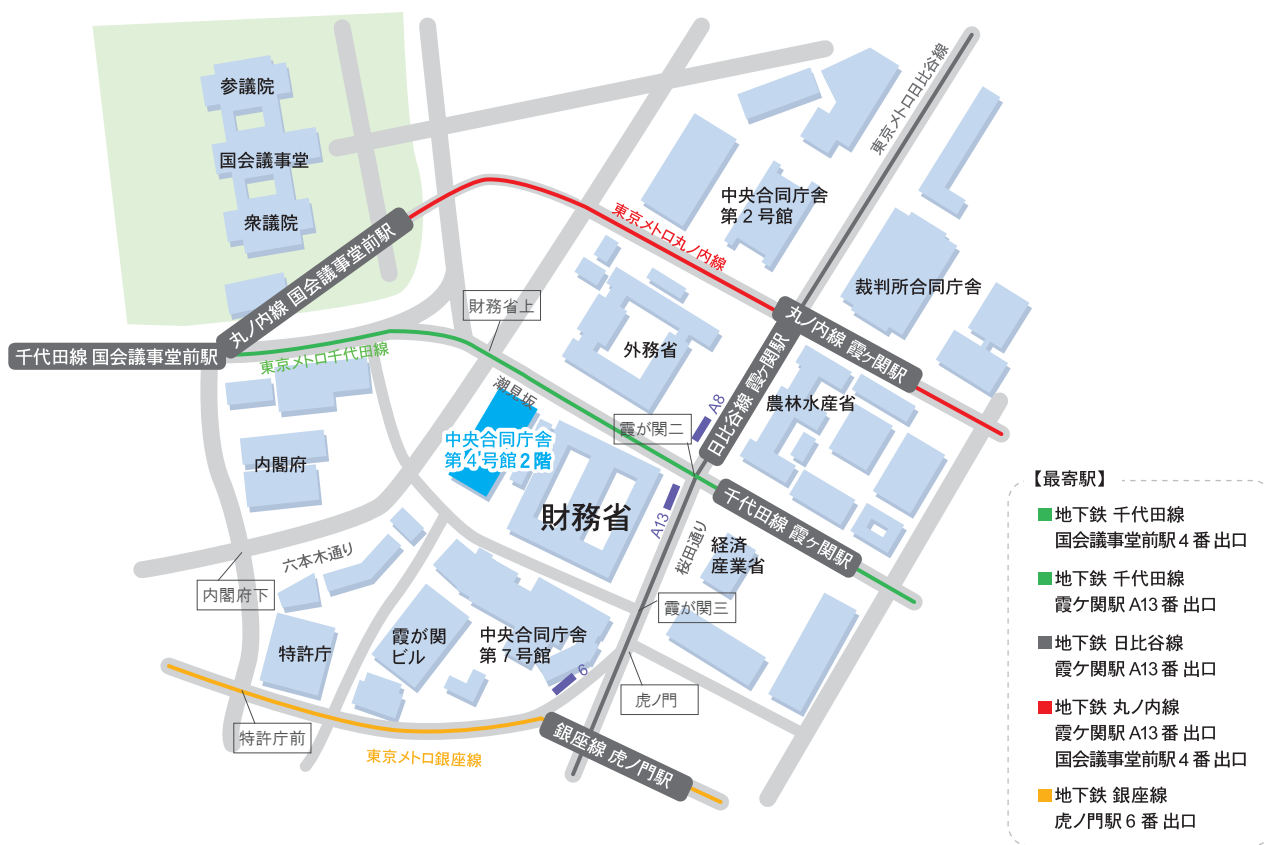 参議院
国会議事堂
衆議院
丸ノ内線 国会議事堂前駅
千代田線 国会議事堂前駅
東京メトロ千代田線
東京メトロ丸ノ内線
東京メトロ日比谷線
中央合同庁舎
第2号館
裁判所合同庁舎
財務省上
外務省
丸ノ内線 霞ケ関駅
日比谷線 霞ケ関駅
農林水産省
潮見坂
A8
霞が関二
中央合同庁舎
第4号館2階
内閣府
財務省
A13
千代田線 霞ケ関駅
桜田通り
経済
産業省
六本木通り
内閣府下
霞が関三
特許庁
霞が関
ビル
中央合同庁舎
第7号館
6
虎ノ門
特許庁前
東京メトロ銀座線
銀座線 虎ノ門駅
【最寄駅】
地下鉄 千代田線
国会議事堂前駅4番出口
地下鉄 千代田線
霞ケ関駅A13番出口
地下鉄 日比谷線
霞ケ関駅A13番出口
地下鉄 丸ノ内線
霞ケ関駅A13番出口
国会議事堂前駅4番出口
地下鉄 銀座線
虎ノ門駅6番出口